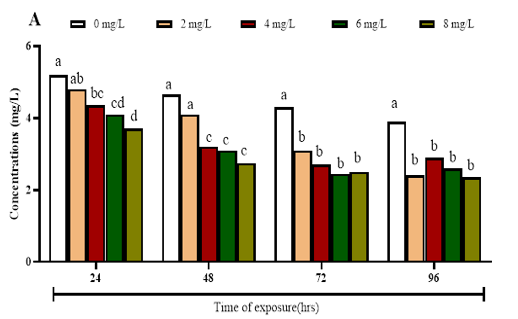 A
0 mg/L 2 mg/L 4 mg/L 6 mg/L 8 mg/L
Concentrations (mg/L)
6
4
2
0
a ab bc cd d
a a c c c
a b b b b
a b b b b
24 48 72 96
Time of exposure(hrs)